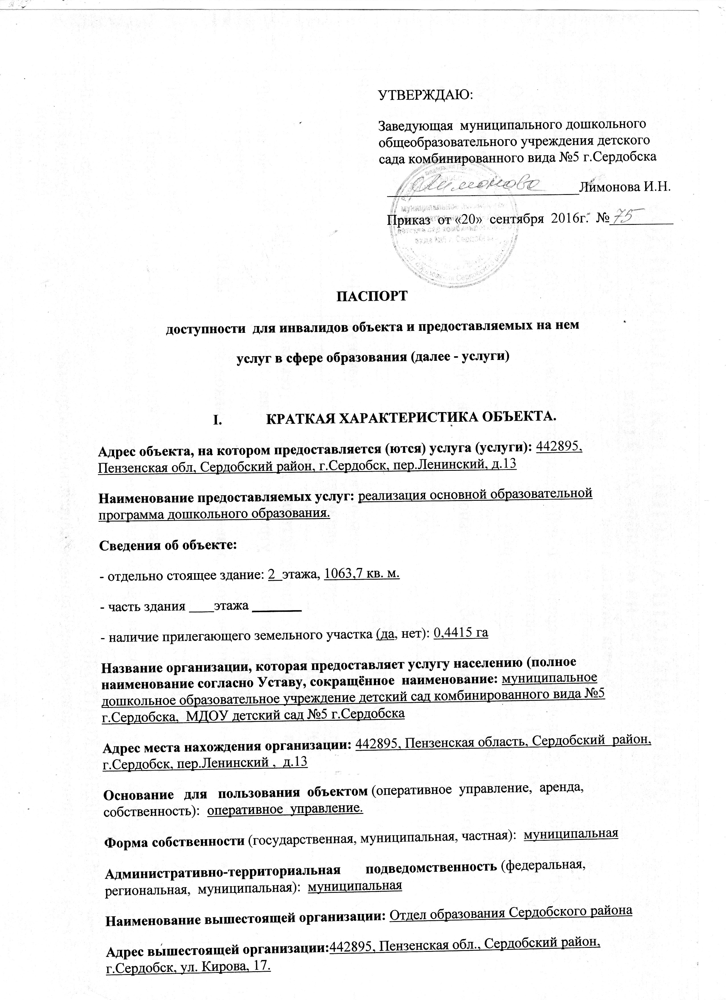 УТВЕРЖДАЮ:
Заведующая муниципального дошкольного
общеобразовательного учреждения детского
сада комбинированного вида №5 г.Сердобска
Лимонова
Лимонова И.Н.
Приказ от «20» сентября 2016г. № 75
ПАСПОРТ
доступности для инвалидов объекта и предоставляемых на нем
услуг в сфере образования (далее - услуги)
I. КРАТКАЯ ХАРАКТЕРИСТИКА ОБЪЕКТА.
Адрес объекта, на котором предоставляется (ются) услуга (услуги): 442895,
Пензенская обл, Сердобский район, г.Сердобск, пер.Ленинский, д.13
Наименование предоставляемых услуг: реализация основной образовательной
программа дошкольного образования.
Сведения об объекте:
- отдельно стоящее здание: 2 этажа, 1063,7 кв. м.
- часть здания ____этажа ________
- наличие прилегающего земельного участка (да, нет): 0,4415 га
Название организации, которая предоставляет услугу населению (полное
наименование согласно Уставу, сокращённое наименование: муниципальное
дошкольное образовательное учреждение детский сад комбинированного вида №5
г.Сердобска, МДОУ детский сад №5 г.Сердобска
Адрес места нахождения организации: 442895, Пензенская область, Сердобский район,
г.Сердобск, пер.Ленинский , д.13
Основание для пользования объектом (оперативное управление, аренда,
собственность): оперативное управление.
Форма собственности (государственная, муниципальная, частная): муниципальная
Административно-территориальная подведомственность (федеральная,
региональная, муниципальная): муниципальная
Наименование вышестоящей организации: Отдел образования Сердобского района
Адрес вышестоящей организации:442895, Пензенская обл., Сердобский район,
г.Сердобск, ул. Кирова, 17.